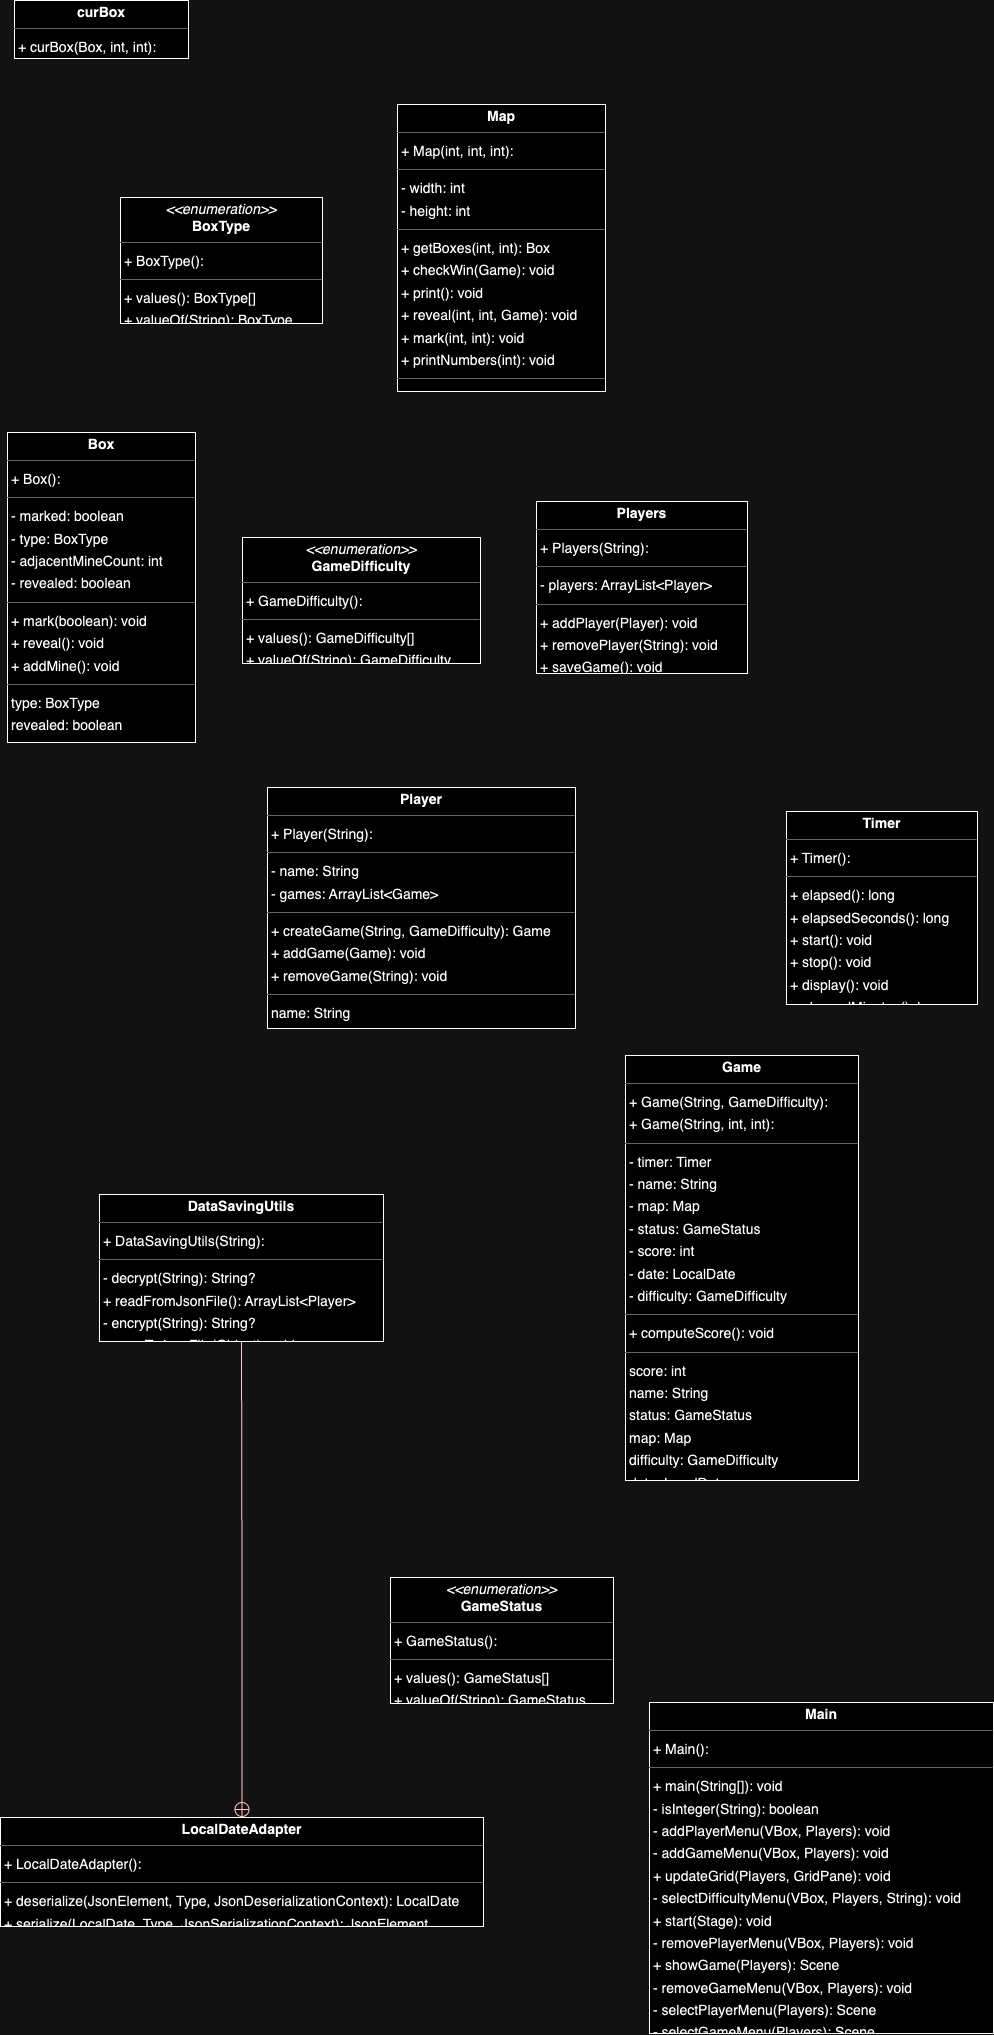 curBox
+ curBox(Box, int, int):
Map
+ Map(int, int, int):
- width: int
- height: int
+ getBoxes(int, int): Box
+ checkWin(Game): void
+ print(): void
+ reveal(int, int, Game): void
+ mark(int, int): void
+ printNumbers(int): void
<<enumeration>>
BoxType
+ BoxType():
+ values(): BoxType[]
+ valueOf(String): BoxType
Box
+ Box():
- marked: boolean
- type: BoxType
- adjacentMineCount: int
- revealed: boolean
+ mark(boolean): void
+ reveal(): void
+ addMine(): void
type: BoxType
revealed: boolean
<<enumeration>>
GameDifficulty
+ GameDifficulty():
+ values(): GameDifficulty[]
+ valueOf(String): GameDifficulty
Players
+ Players(String):
- players: ArrayList<Player>
+ addPlayer(Player): void
+ removePlayer(String): void
+ saveGame(): void
Player
+ Player(String):
- name: String
- games: ArrayList<Game>
+ createGame(String, GameDifficulty): Game
+ addGame(Game): void
+ removeGame(String): void
name: String
Timer
+ Timer():
+ elapsed(): long
+ elapsedSeconds(): long
+ start(): void
+ stop(): void
+ display(): void
Game
+ Game(String, GameDifficulty):
+ Game(String, int, int):
- timer: Timer
- name: String
- map: Map
- status: GameStatus
- score: int
- date: LocalDate
- difficulty: GameDifficulty
+ computeScore(): void
score: int
name: String
status: GameStatus
map: Map
difficulty: GameDifficulty
DataSavingUtils
+ DataSavingUtils(String):
- decrypt(String): String?
+ readFromJsonFile(): ArrayList<Player>
- encrypt(String): String?
<<enumeration>>
GameStatus
+ GameStatus():
+ values(): GameStatus[]
+ valueOf(String): GameStatus
Main
+ Main():
+ main(String[]): void
- isInteger(String): boolean
- addPlayerMenu(VBox, Players): void
- addGameMenu(VBox, Players): void
+ updateGrid(Players, GridPane): void
- selectDifficultyMenu(VBox, Players, String): void
+ start(Stage): void
- removePlayerMenu(VBox, Players): void
+ showGame(Players): Scene
- removeGameMenu(VBox, Players): void
- selectPlayerMenu(Players): Scene
- selectGameMenu(Players): Scene
LocalDateAdapter
+ LocalDateAdapter():
+ deserialize(JsonElement, Type, JsonDeserializationContext): LocalDate
+ serialize(LocalDate, Type, JsonSerializationContext): JsonElement